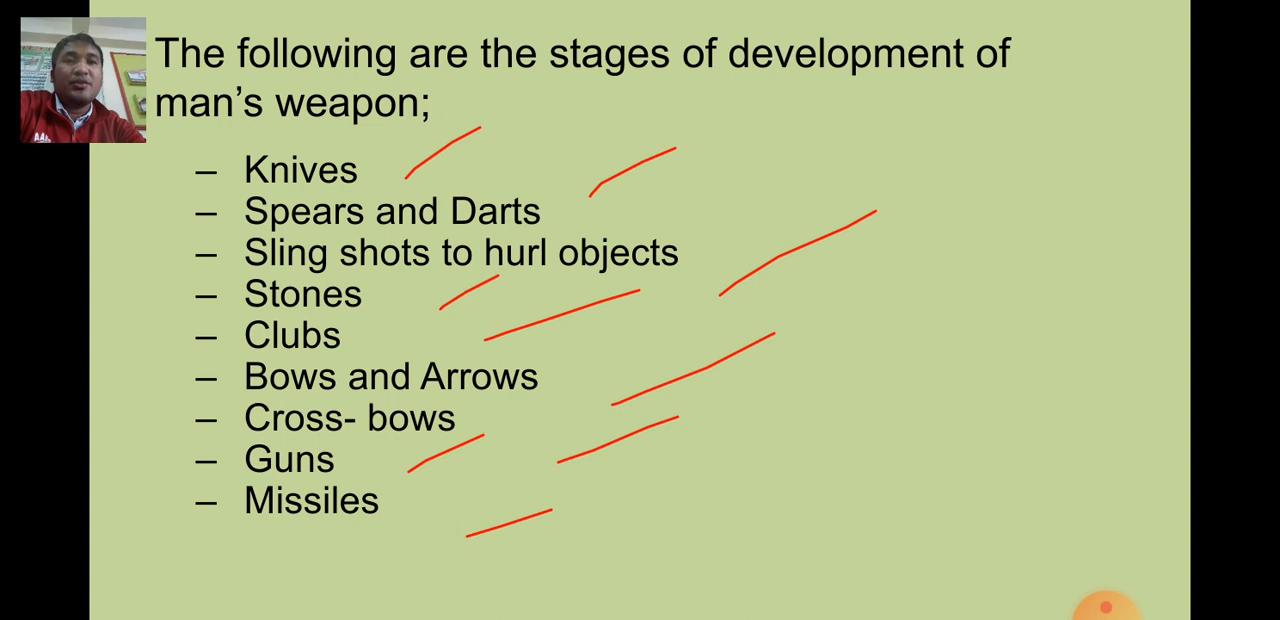 The following are the stages of development of
man's weapon;
– Knives
– Spears and Darts
– Sling shots to hurl objects
– Stones
– Clubs
– Bows and Arrows
– Cross- bows
– Guns
– Missiles